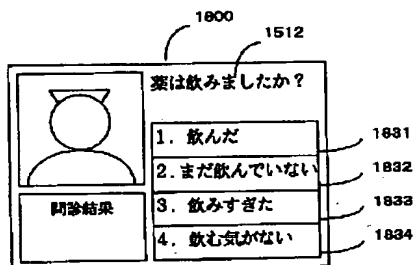 1800
1512
薬は飲みましたか？
1. 飲んだ
1831
2. まだ飲んでいない
1832
問診結果
3. 飲みすぎた
1833
4. 飲む気がない
1834